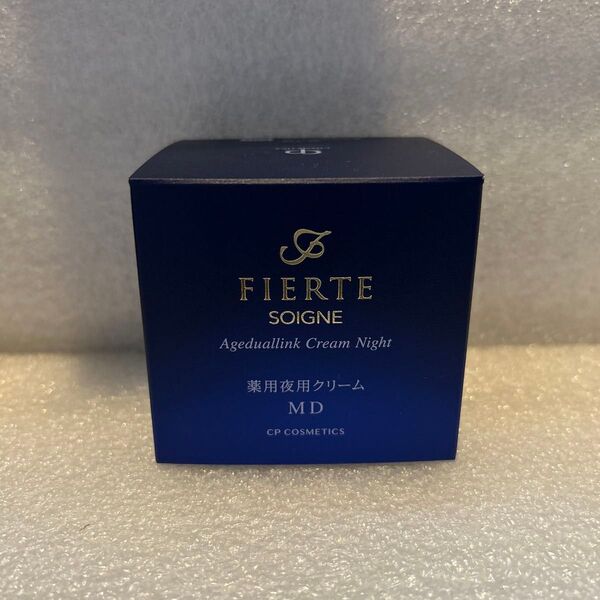 FIERTE
SOIGNE
Ageduallink Cream Night
薬用夜用クリーム
MD
CP COSMETICS